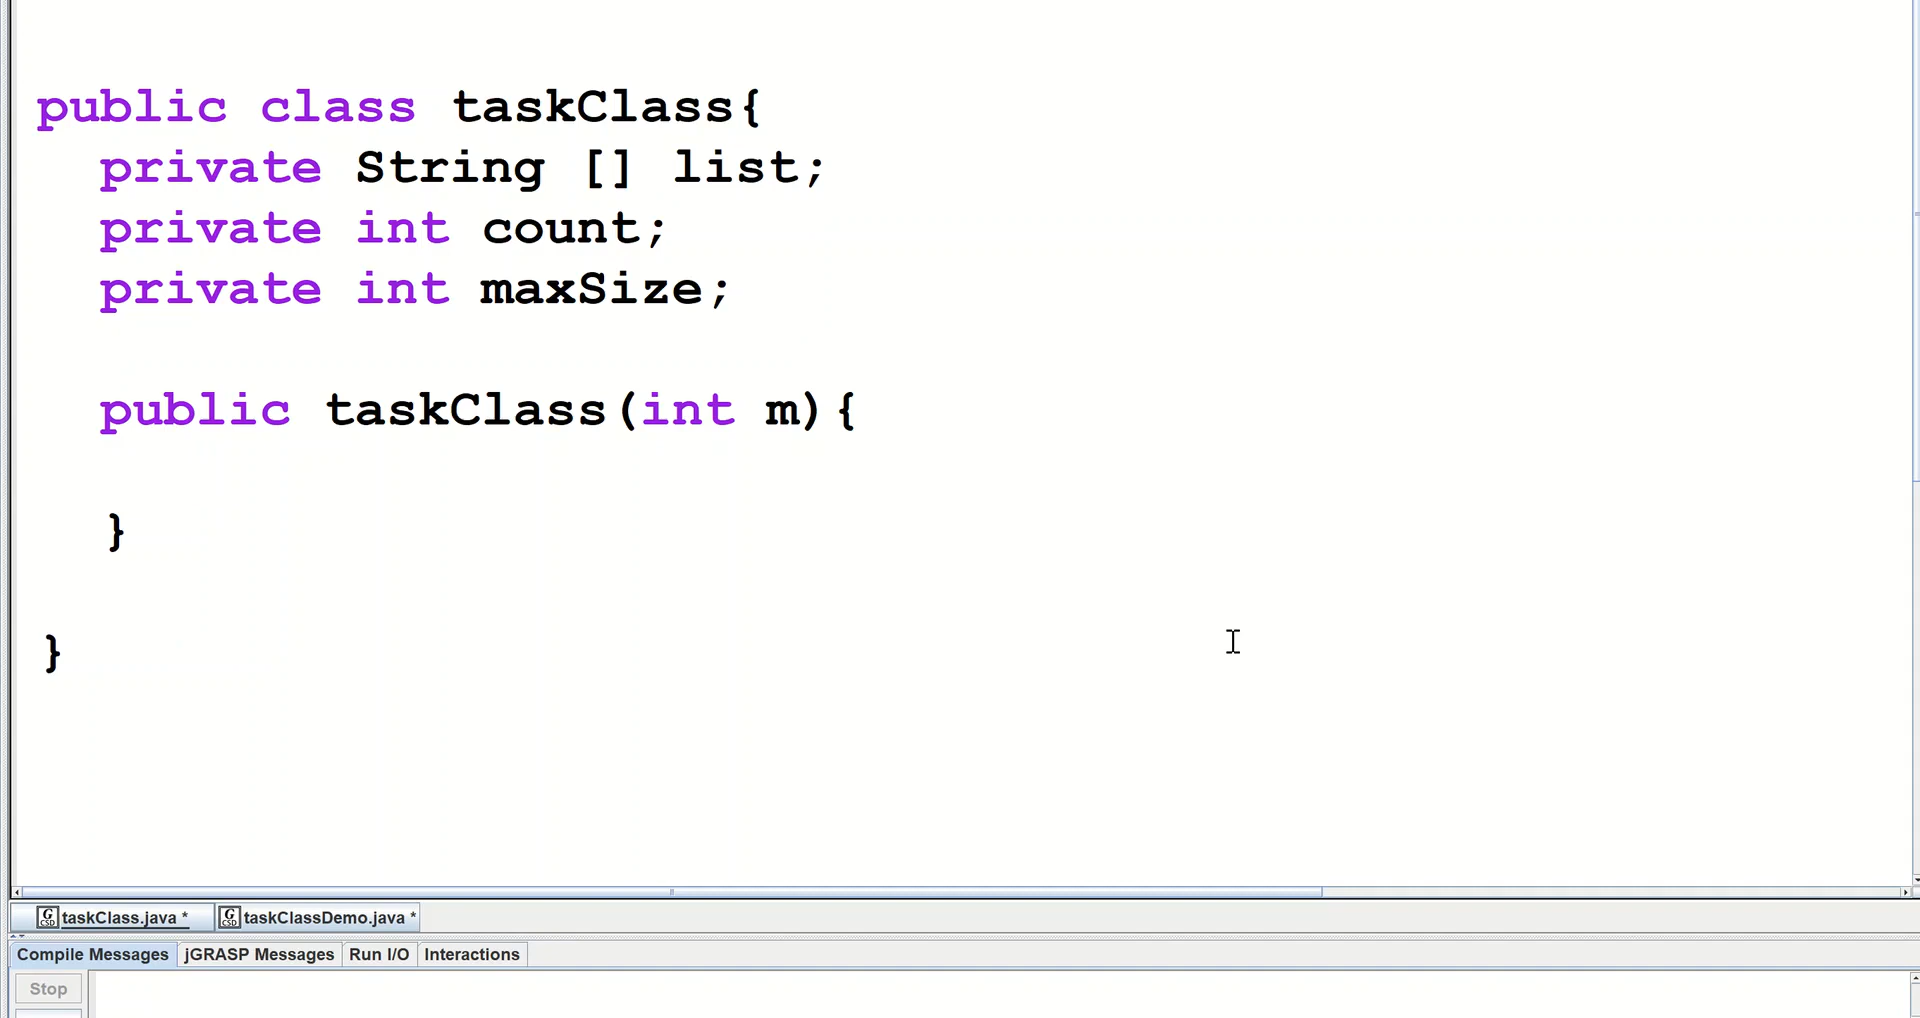 public class taskClass{
private String [] list;
private int count;
private int maxSize;
public taskClass(int m){
}
}
taskClass.java * taskClassDemo.java *
Compile Messages jGRASP Messages Run I/O Interactions
Stop